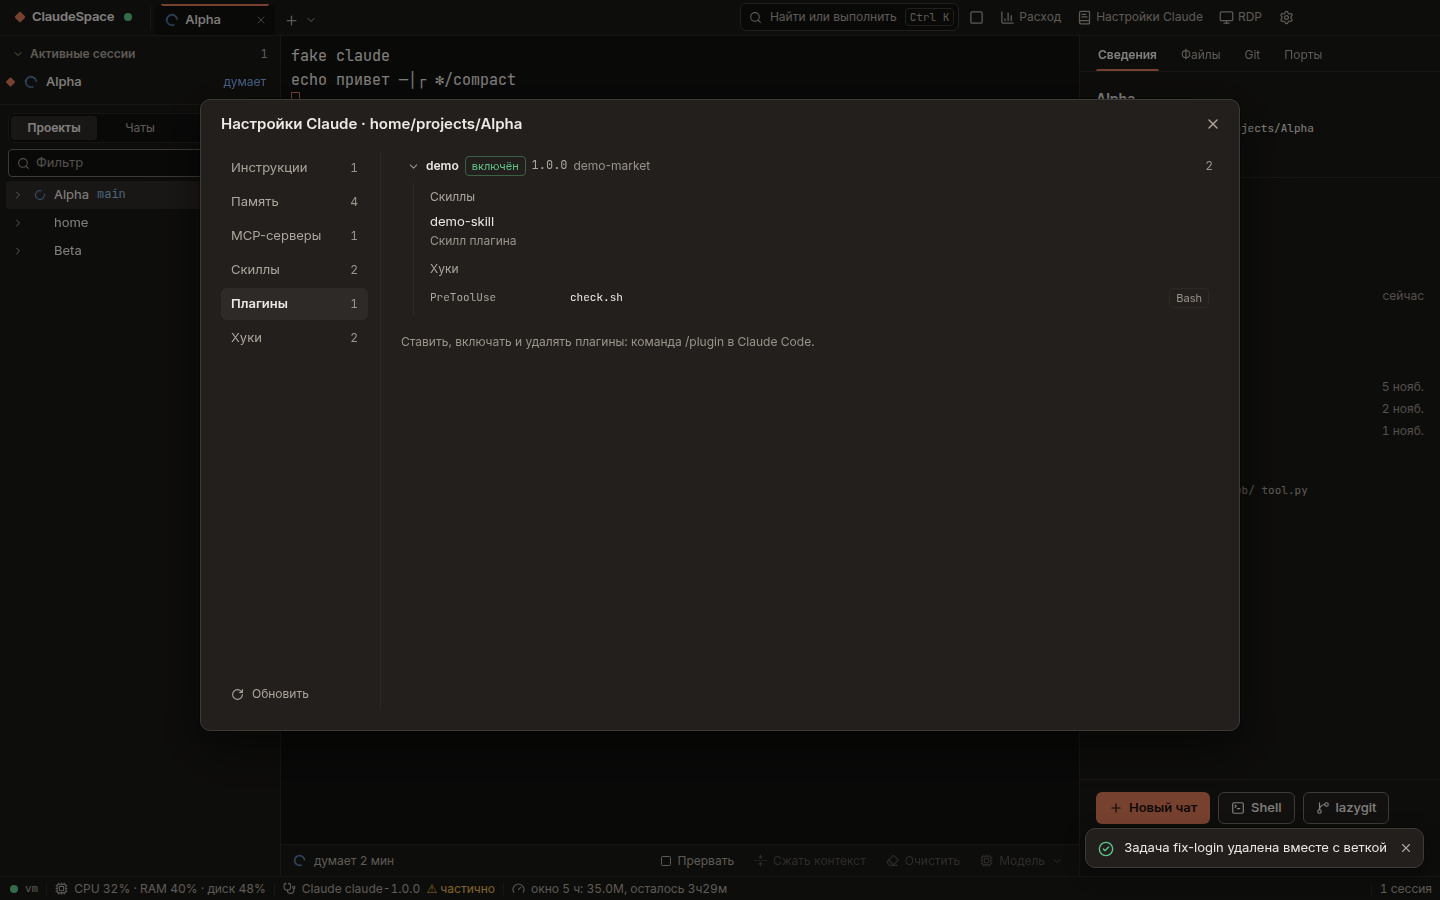 ClaudeSpace
Alpha
Найти или выполнить Ctrl K
Расход
Настройки Claude
RDP
Активные сессии 1
Alpha думает
Проекты Чаты
Фильтр
Alpha main
home
Beta
fake claude
echo привет —|┌ ✻/compact
Сведения Файлы Git Порты
Alpha
jects/Alpha
сейчас
5 нояб.
2 нояб.
1 нояб.
b/ tool.py
Настройки Claude · home/projects/Alpha
Инструкции 1
Память 4
MCP-серверы 1
Скиллы 2
Плагины 1
Хуки 2
Обновить
demo включён 1.0.0 demo-market 2
Скиллы
demo-skill
Скилл плагина
Хуки
PreToolUse check.sh Bash
Ставить, включать и удалять плагины: команда /plugin в Claude Code.
Новый чат Shell lazygit
Задача fix-login удалена вместе с веткой
думает 2 мин
Прервать Сжать контекст Очистить Модель
vm CPU 32% · RAM 40% · диск 48% Claude claude-1.0.0 ⚠ частично окно 5 ч: 35.0M, осталось 3ч29м 1 сессия